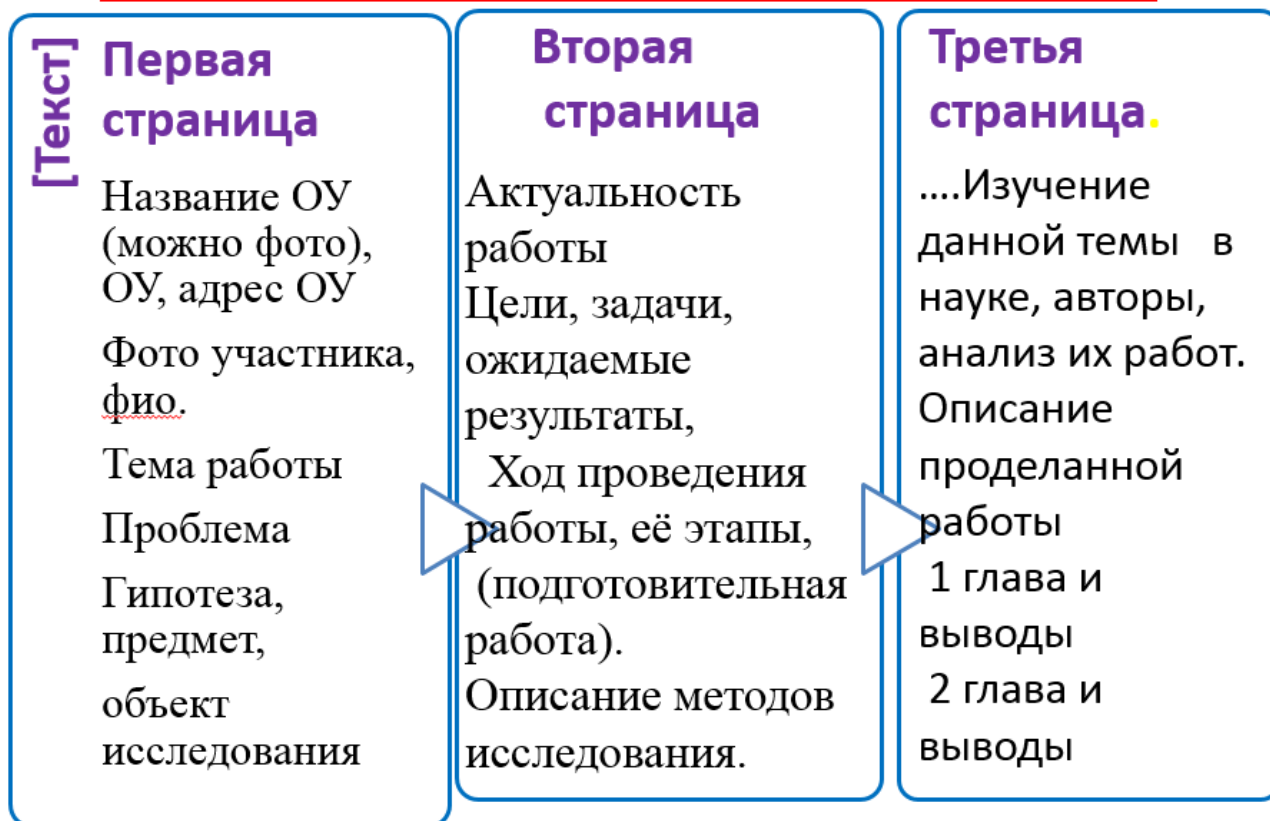 [Текст]
Первая
страница
Название ОУ
(можно фото),
ОУ, адрес ОУ
Фото участника,
фио.
Тема работы
Проблема
Гипотеза,
предмет,
объект
исследования
Вторая
страница
Актуальность
работы
Цели, задачи,
ожидаемые
результаты,
Ход проведения
работы, её этапы,
(подготовительная
работа).
Описание методов
исследования.
Третья
страница.
....Изучение
данной темы в
науке, авторы,
анализ их работ.
Описание
проделанной
работы
1 глава и
выводы
2 глава и
выводы